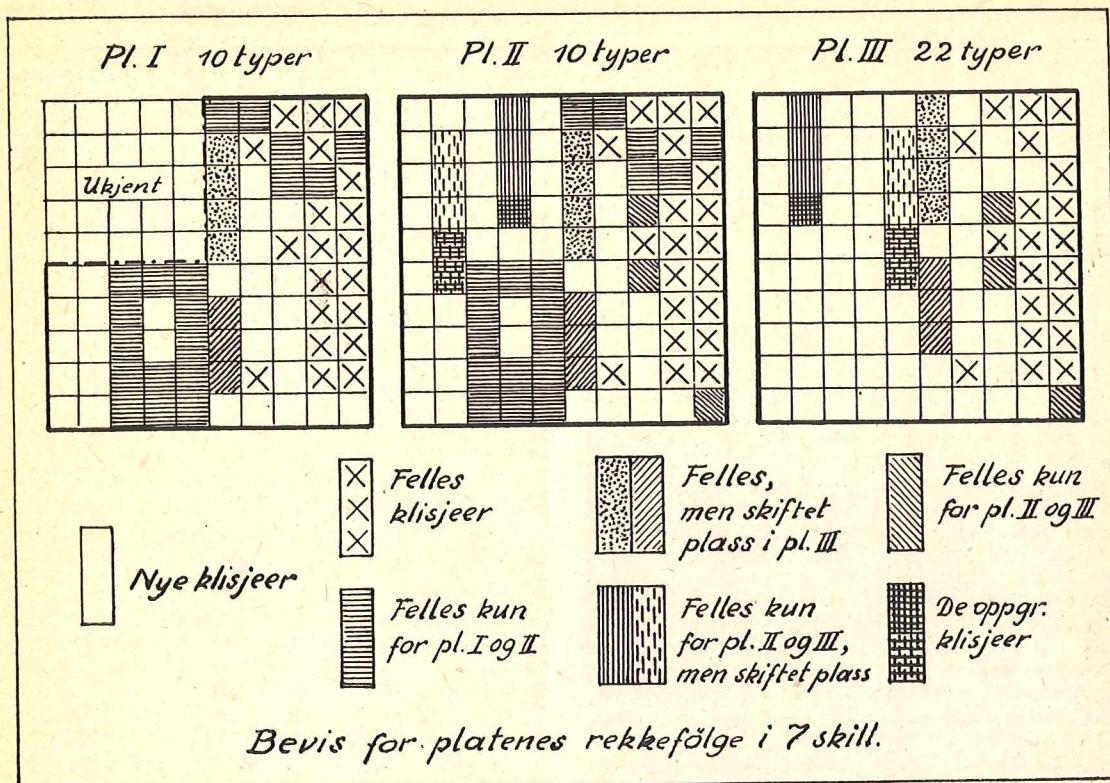 Pl. I 10 typer
Pl. II 10 typer
Pl. III 22 typer
Ukjent
Nye klisjeer
Felles
klisjeer
Felles kun
for pl. I og II
Felles,
men skiftet
plass i pl. III
Felles kun
for pl. II og III,
men skiftet plass
Felles kun
for pl. II og III
De oppgr.
klisjeer
Bevis for platenes rekkefölge i 7 skill.